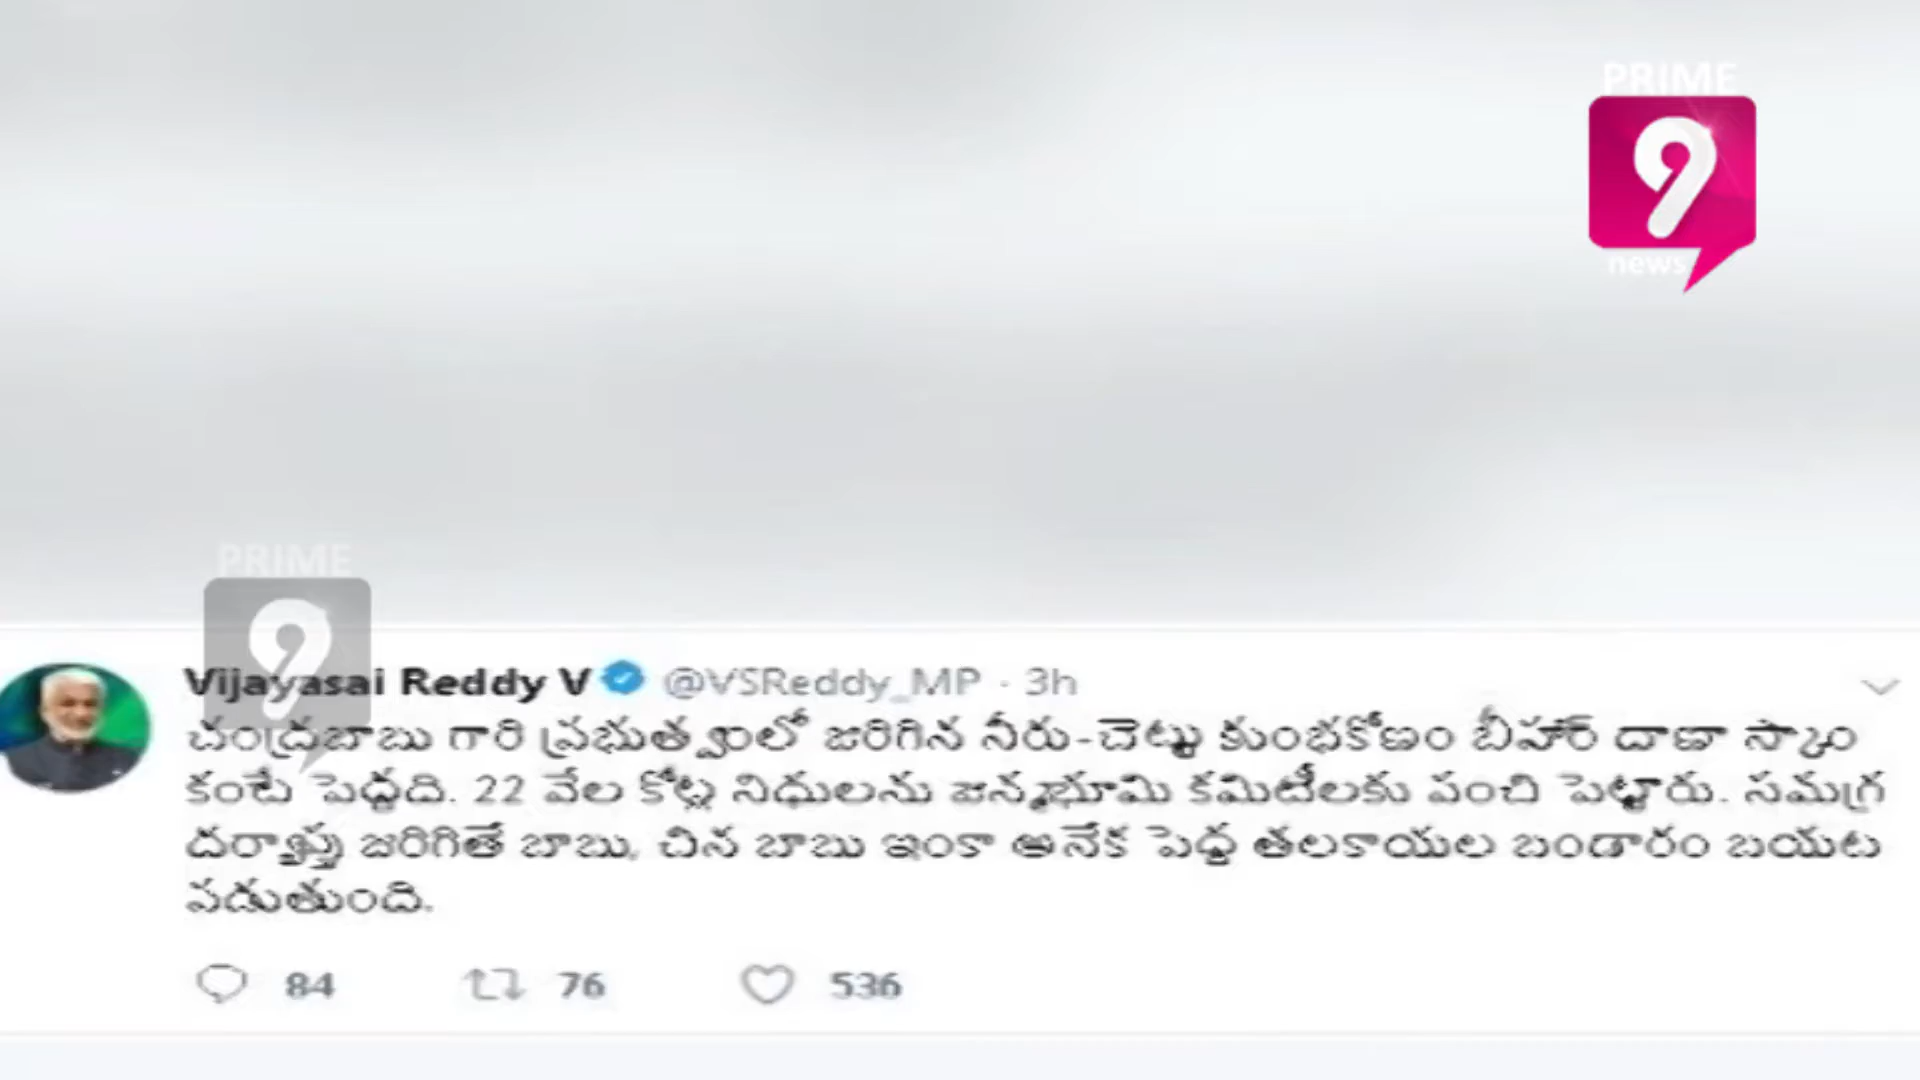 PRIME
9
news
PRIME
9
Vijayasai Reddy V @VSReddy_MP · 3h
చంద్రబాబు గారి ప్రభుత్వంలో జరిగిన నీరు-చెట్టు కుంభకోణం బీహార్ దాణా స్కాం
కంటే పెద్దది. 22 వేల కోట్ల నిధులను జన్మభూమి కమిటీలకు పంచి పెట్టారు. సమగ్ర
దర్యాప్తు జరిగితే బాబు, చిన బాబు ఇంకా అనేక పెద్ద తలకాయల బండారం బయట
పడుతుంది.
84 76 536